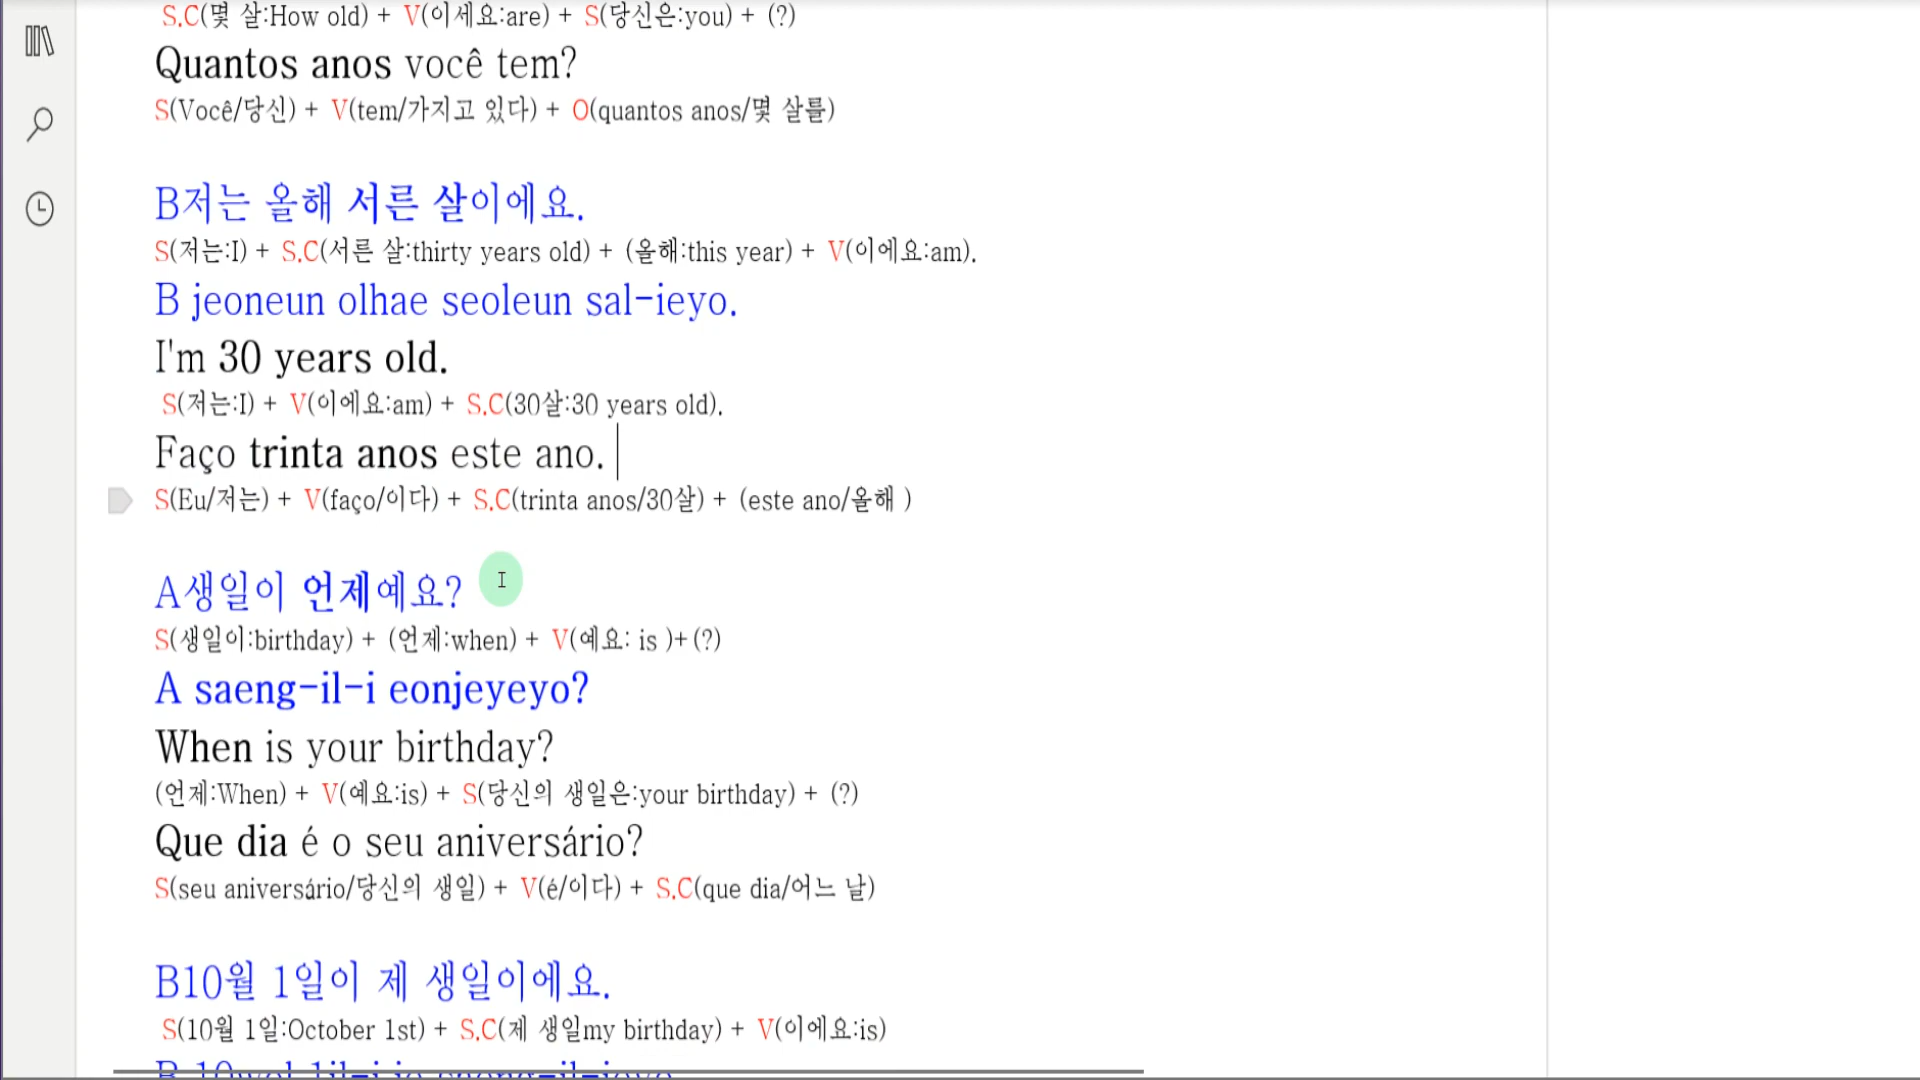 S.C(몇 살:How old) + V(이세요:are) + S(당신은:you) + (?)
Quantos anos você tem?
S(Você/당신) + V(tem/가지고 있다) + O(quantos anos/몇 살를)
B저는 올해 서른 살이에요.
S(저는:I) + S.C(서른 살:thirty years old) + (올해:this year) + V(이에요:am).
B jeoneun olhae seoleun sal-ieyo.
I'm 30 years old.
S(저는:I) + V(이에요:am) + S.C(30살:30 years old).
Faço trinta anos este ano.
S(Eu/저는) + V(faço/이다) + S.C(trinta anos/30살) + (este ano/올해 )
A생일이 언제예요?
S(생일이:birthday) + (언제:when) + V(예요: is )+(?)
A saeng-il-i eonjeyeyo?
When is your birthday?
(언제:When) + V(예요:is) + S(당신의 생일은:your birthday) + (?)
Que dia é o seu aniversário?
S(seu aniversário/당신의 생일) + V(é/이다) + S.C(que dia/어느 날)
B10월 1일이 제 생일이에요.
S(10월 1일:October 1st) + S.C(제 생일my birthday) + V(이에요:is)
B 10wol 1il-i je saeng-il-ieyo.